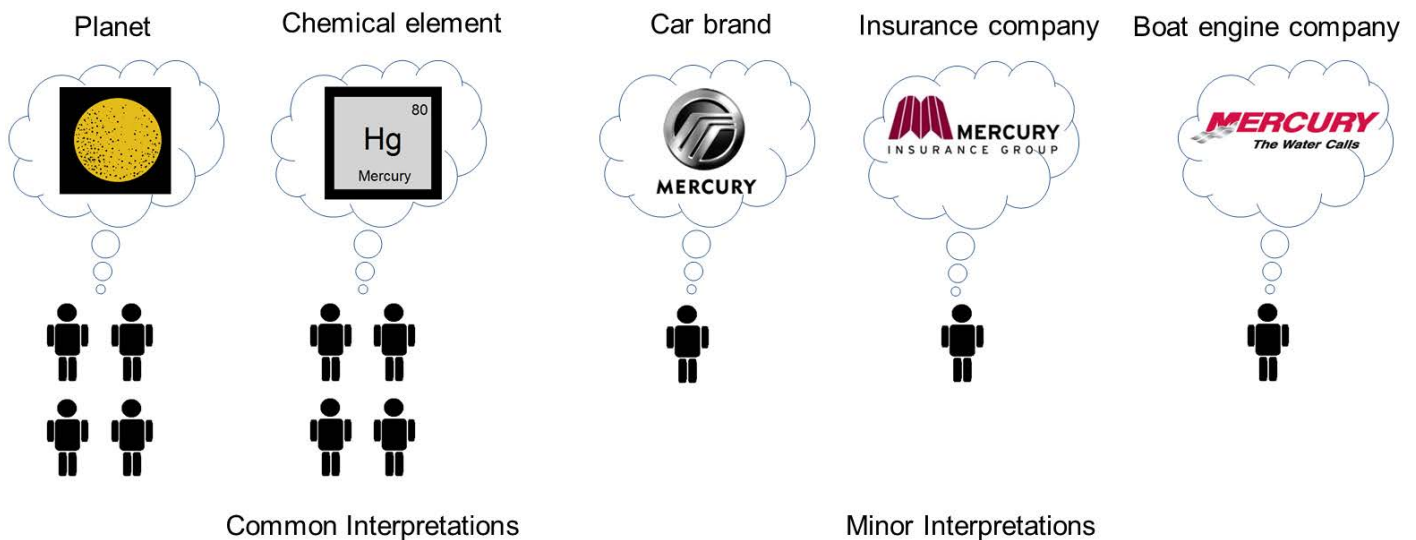 Planet
Chemical element
Car brand
Insurance company
Boat engine company
80
Hg
Mercury
MERCURY
MERCURY
INSURANCE GROUP
MERCURY
The Water Calls
Common Interpretations
Minor Interpretations